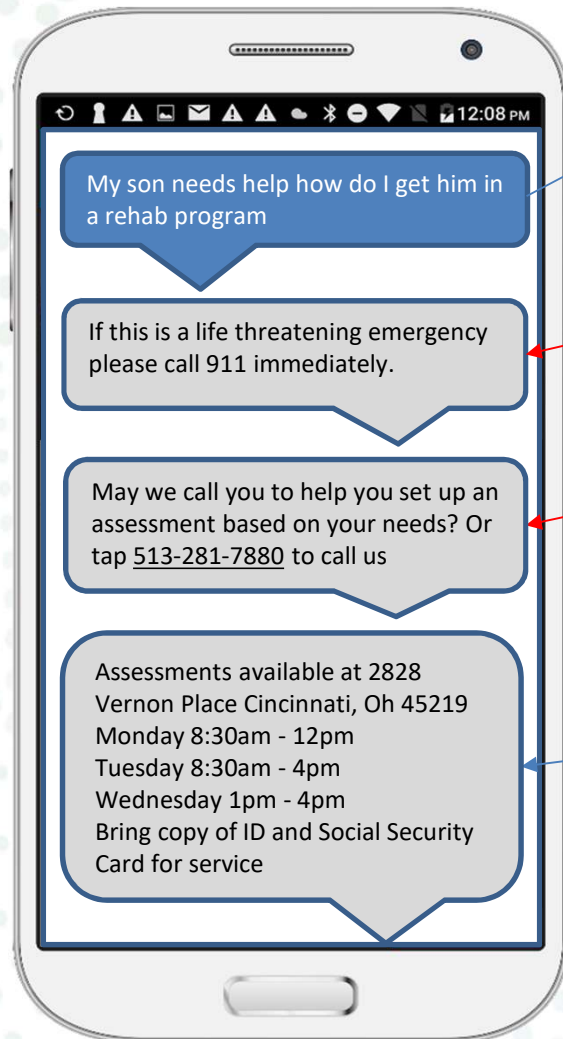 12:08 PM
My son needs help how do I get him in
a rehab program
If this is a life threatening emergency
please call 911 immediately.
May we call you to help you set up an
assessment based on your needs? Or
tap 513-281-7880 to call us
Assessments available at 2828
Vernon Place Cincinnati, Oh 45219
Monday 8:30am - 12pm
Tuesday 8:30am - 4pm
Wednesday 1pm - 4pm
Bring copy of ID and Social Security
Card for service